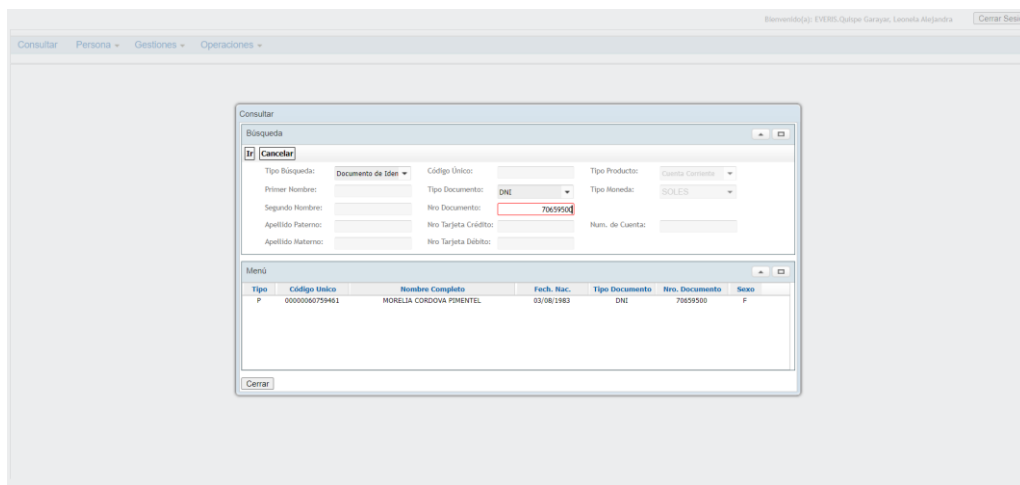 Bienvenido(a): EVERIS.Quispe Garayar, Leonela Alejandra Cerrar Sesi
Consultar Persona Gestiones Operaciones
Consultar
Búsqueda
Ir Cancelar
Tipo Búsqueda: Documento de Iden Código Único: Tipo Producto: Cuenta Corriente
Primer Nombre: Tipo Documento: DNI Tipo Moneda: SOLES
Segundo Nombre: Nro Documento: 70659500
Apellido Paterno: Nro Tarjeta Crédito: Num. de Cuenta:
Apellido Materno: Nro Tarjeta Débito:
Menú
Tipo Código Unico Nombre Completo Fech. Nac. Tipo Documento Nro. Documento Sexo
P 00000060759461 MORELIA CORDOVA PIMENTEL 03/08/1983 DNI 70659500 F
Cerrar